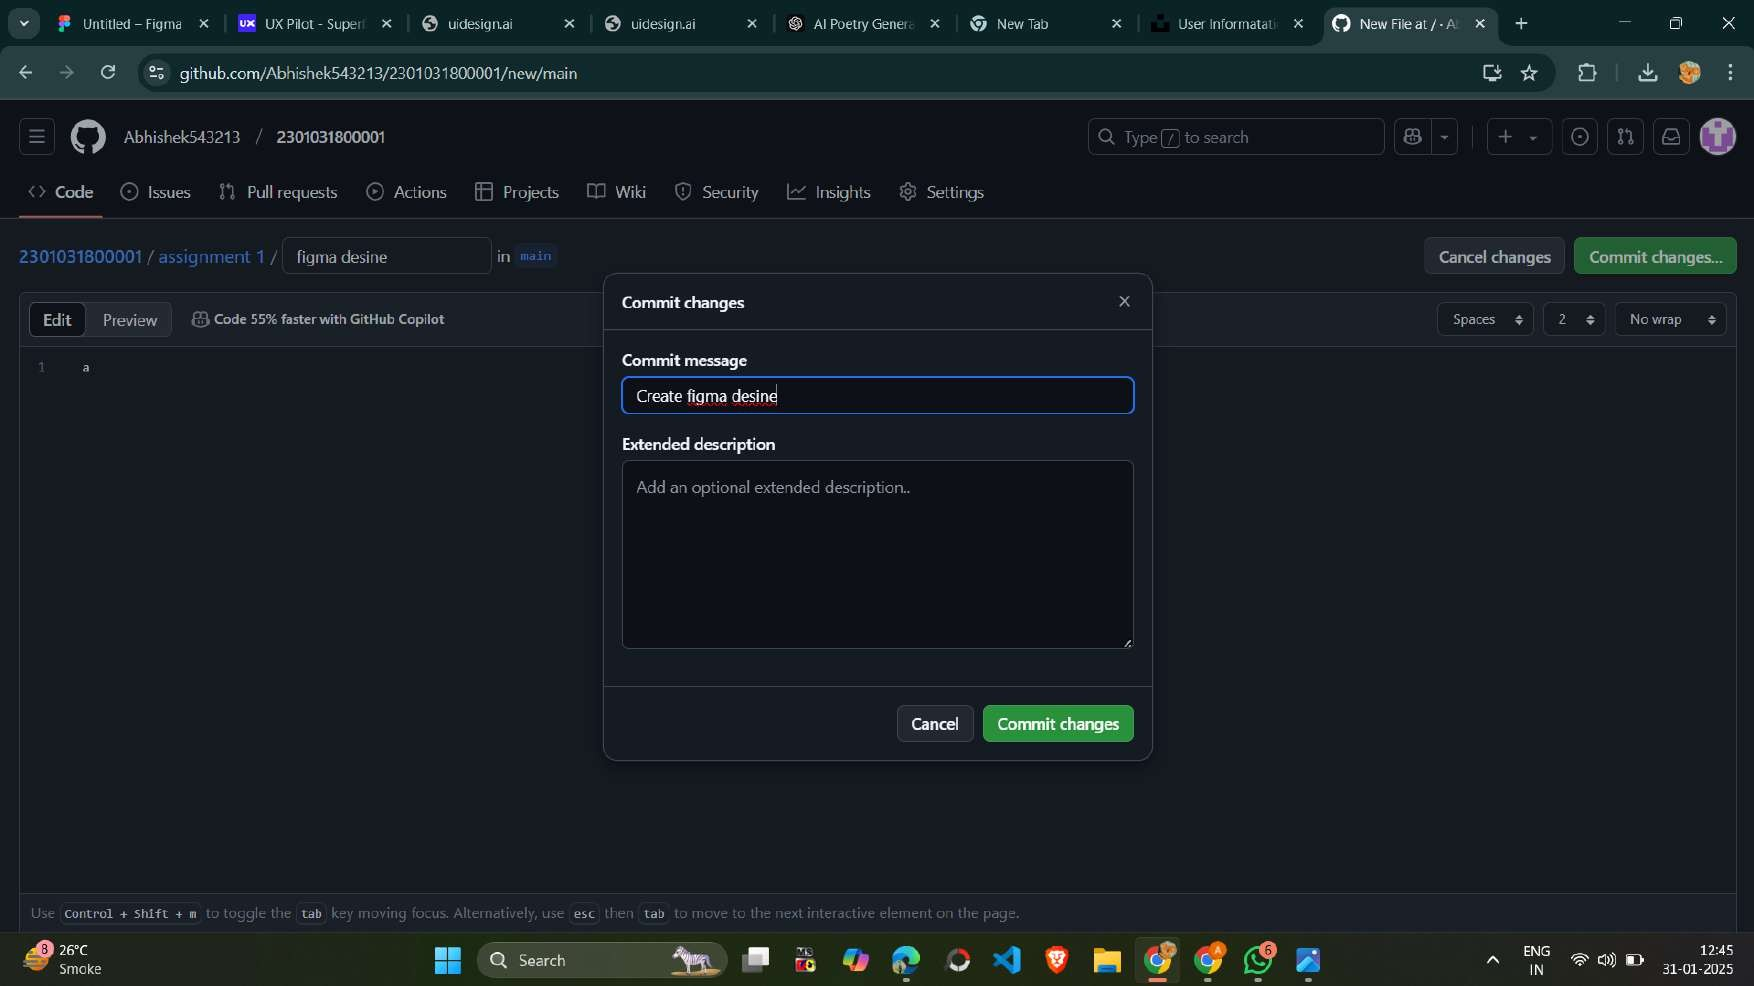 Untitled – Figma
UX Pilot - Superf
uidesign.ai
uidesign.ai
AI Poetry Genera
New Tab
User Informatati
New File at / · Ab
github.com/Abhishek543213/2301031800001/new/main
Abhishek543213 / 2301031800001
Type / to search
Code
Issues
Pull requests
Actions
Projects
Wiki
Security
Insights
Settings
2301031800001 / assignment 1 / figma desine in main
Cancel changes
Commit changes...
Edit
Preview
Code 55% faster with GitHub Copilot
Spaces
2
No wrap
1 a
Commit changes
Commit message
Create figma desine
Extended description
Add an optional extended description..
Cancel
Commit changes
Use Control + Shift + m to toggle the tab key moving focus. Alternatively, use esc then tab to move to the next interactive element on the page.
8
26°C
Smoke
Search
6
ENG
IN
12:45
31-01-2025